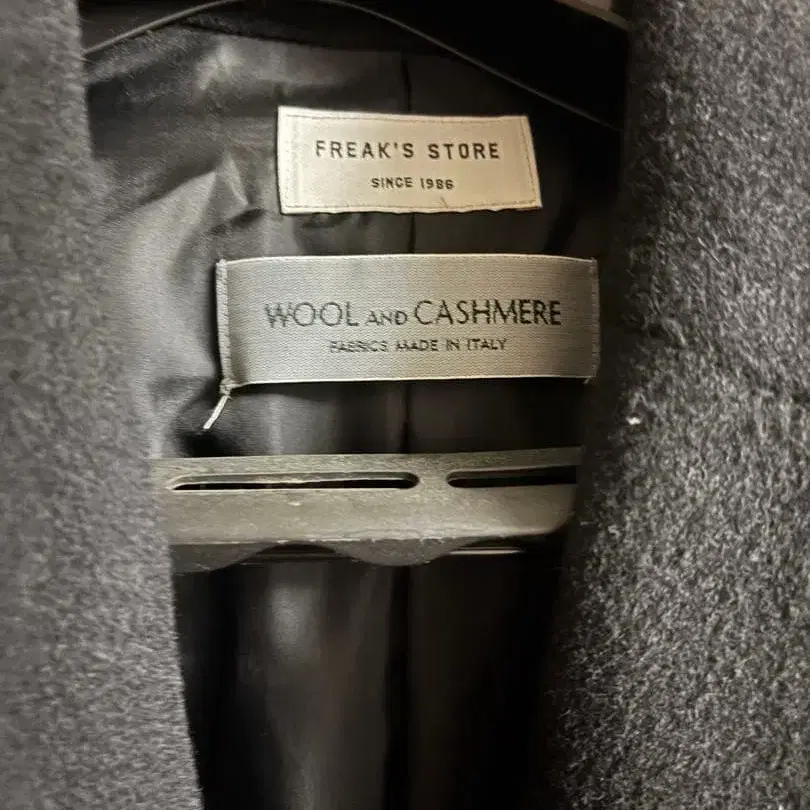 FREAK'S STORE
SINCE 1986
WOOL AND CASHMERE
FABRICS MADE IN ITALY